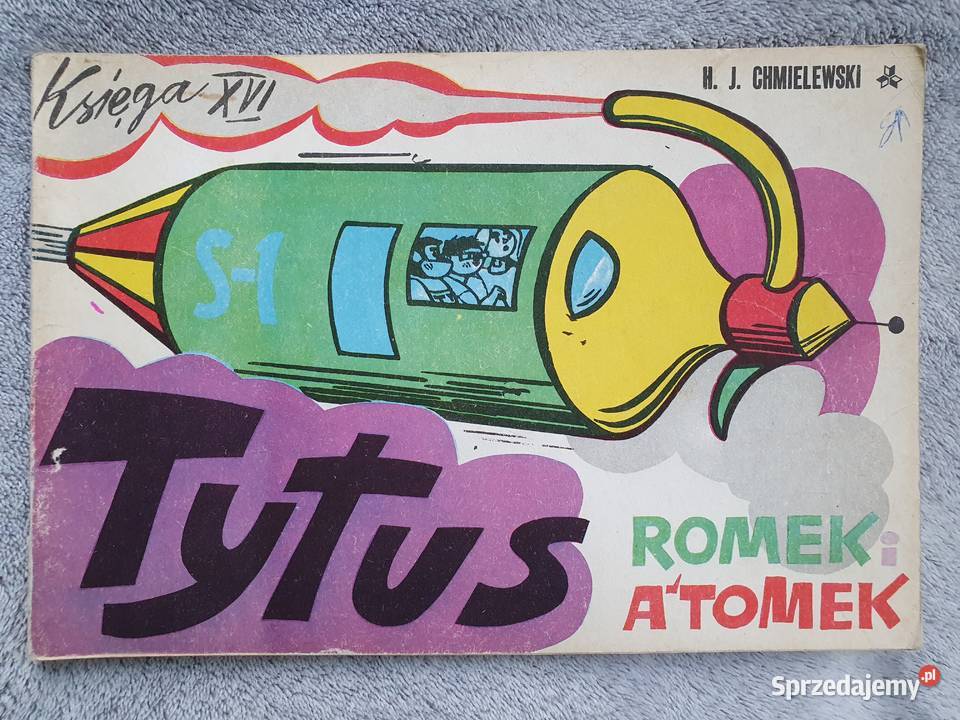 Księga XVI
H. J. CHMIELEWSKI
S-1
Tytus
ROMEK i
A'TOMEK
Sprzedajemy.pl